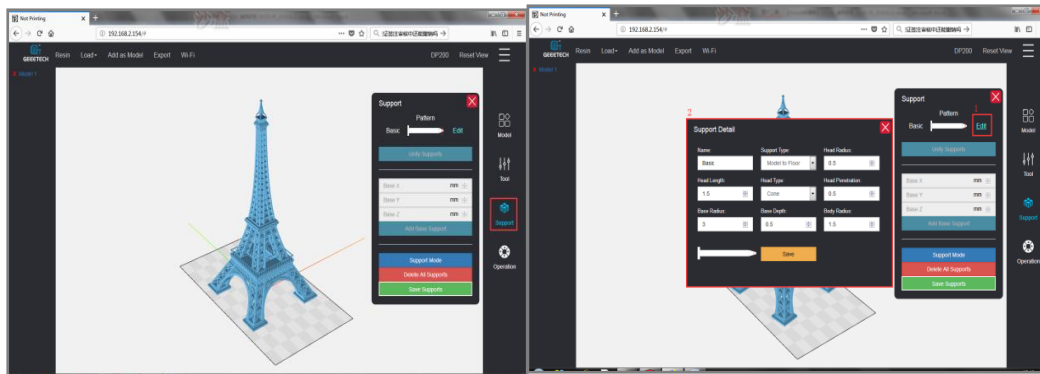 Not Printing
192.168.2.154/#
GEEETECH
Resin
Load
Add as Model
Export
Wi-Fi
DP200
Reset View
X Model 1
Support
Pattern
Basic
Edit
Unify Supports
Base X
mm
Base Y
mm
Base Z
mm
Add Base Support
Support Mode
Delete All Supports
Save Supports
Model
Tool
Support
Operation
Not Printing
192.168.2.154/#
GEEETECH
Resin
Load
Add as Model
Export
Wi-Fi
DP200
Reset View
X Model 1
2
Support Detail
Name
Support Type:
Head Radius:
Basic
Model to Floor
0.5
Head Length:
Head Type:
Head Penetration:
1.5
Cone
0.5
Base Radius:
Base Depth:
Body Radius:
3
0.5
1.5
Save
Support
Pattern
1
Basic
Edit
Unify Supports
Base X
mm
Base Y
mm
Base Z
mm
Add Base Support
Support Mode
Delete All Supports
Save Supports
Model
Tool
Support
Operation